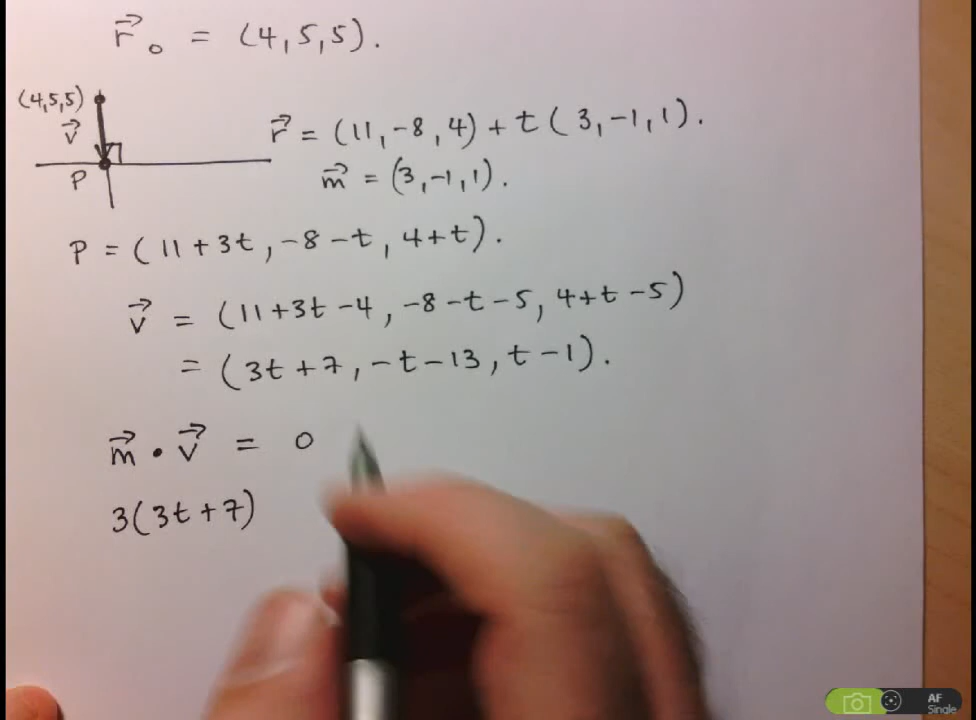 r⃗₀ = (4,5,5).
(4,5,5)
v⃗
P
r⃗ = (11, -8, 4) + t(3, -1, 1).
m⃗ = (3, -1, 1).
P = (11 + 3t, -8 - t, 4 + t).
v⃗ = (11 + 3t - 4, -8 - t - 5, 4 + t - 5)
= (3t + 7, -t - 13, t - 1).
m⃗ • v⃗ = 0
3(3t + 7)
AF
Single